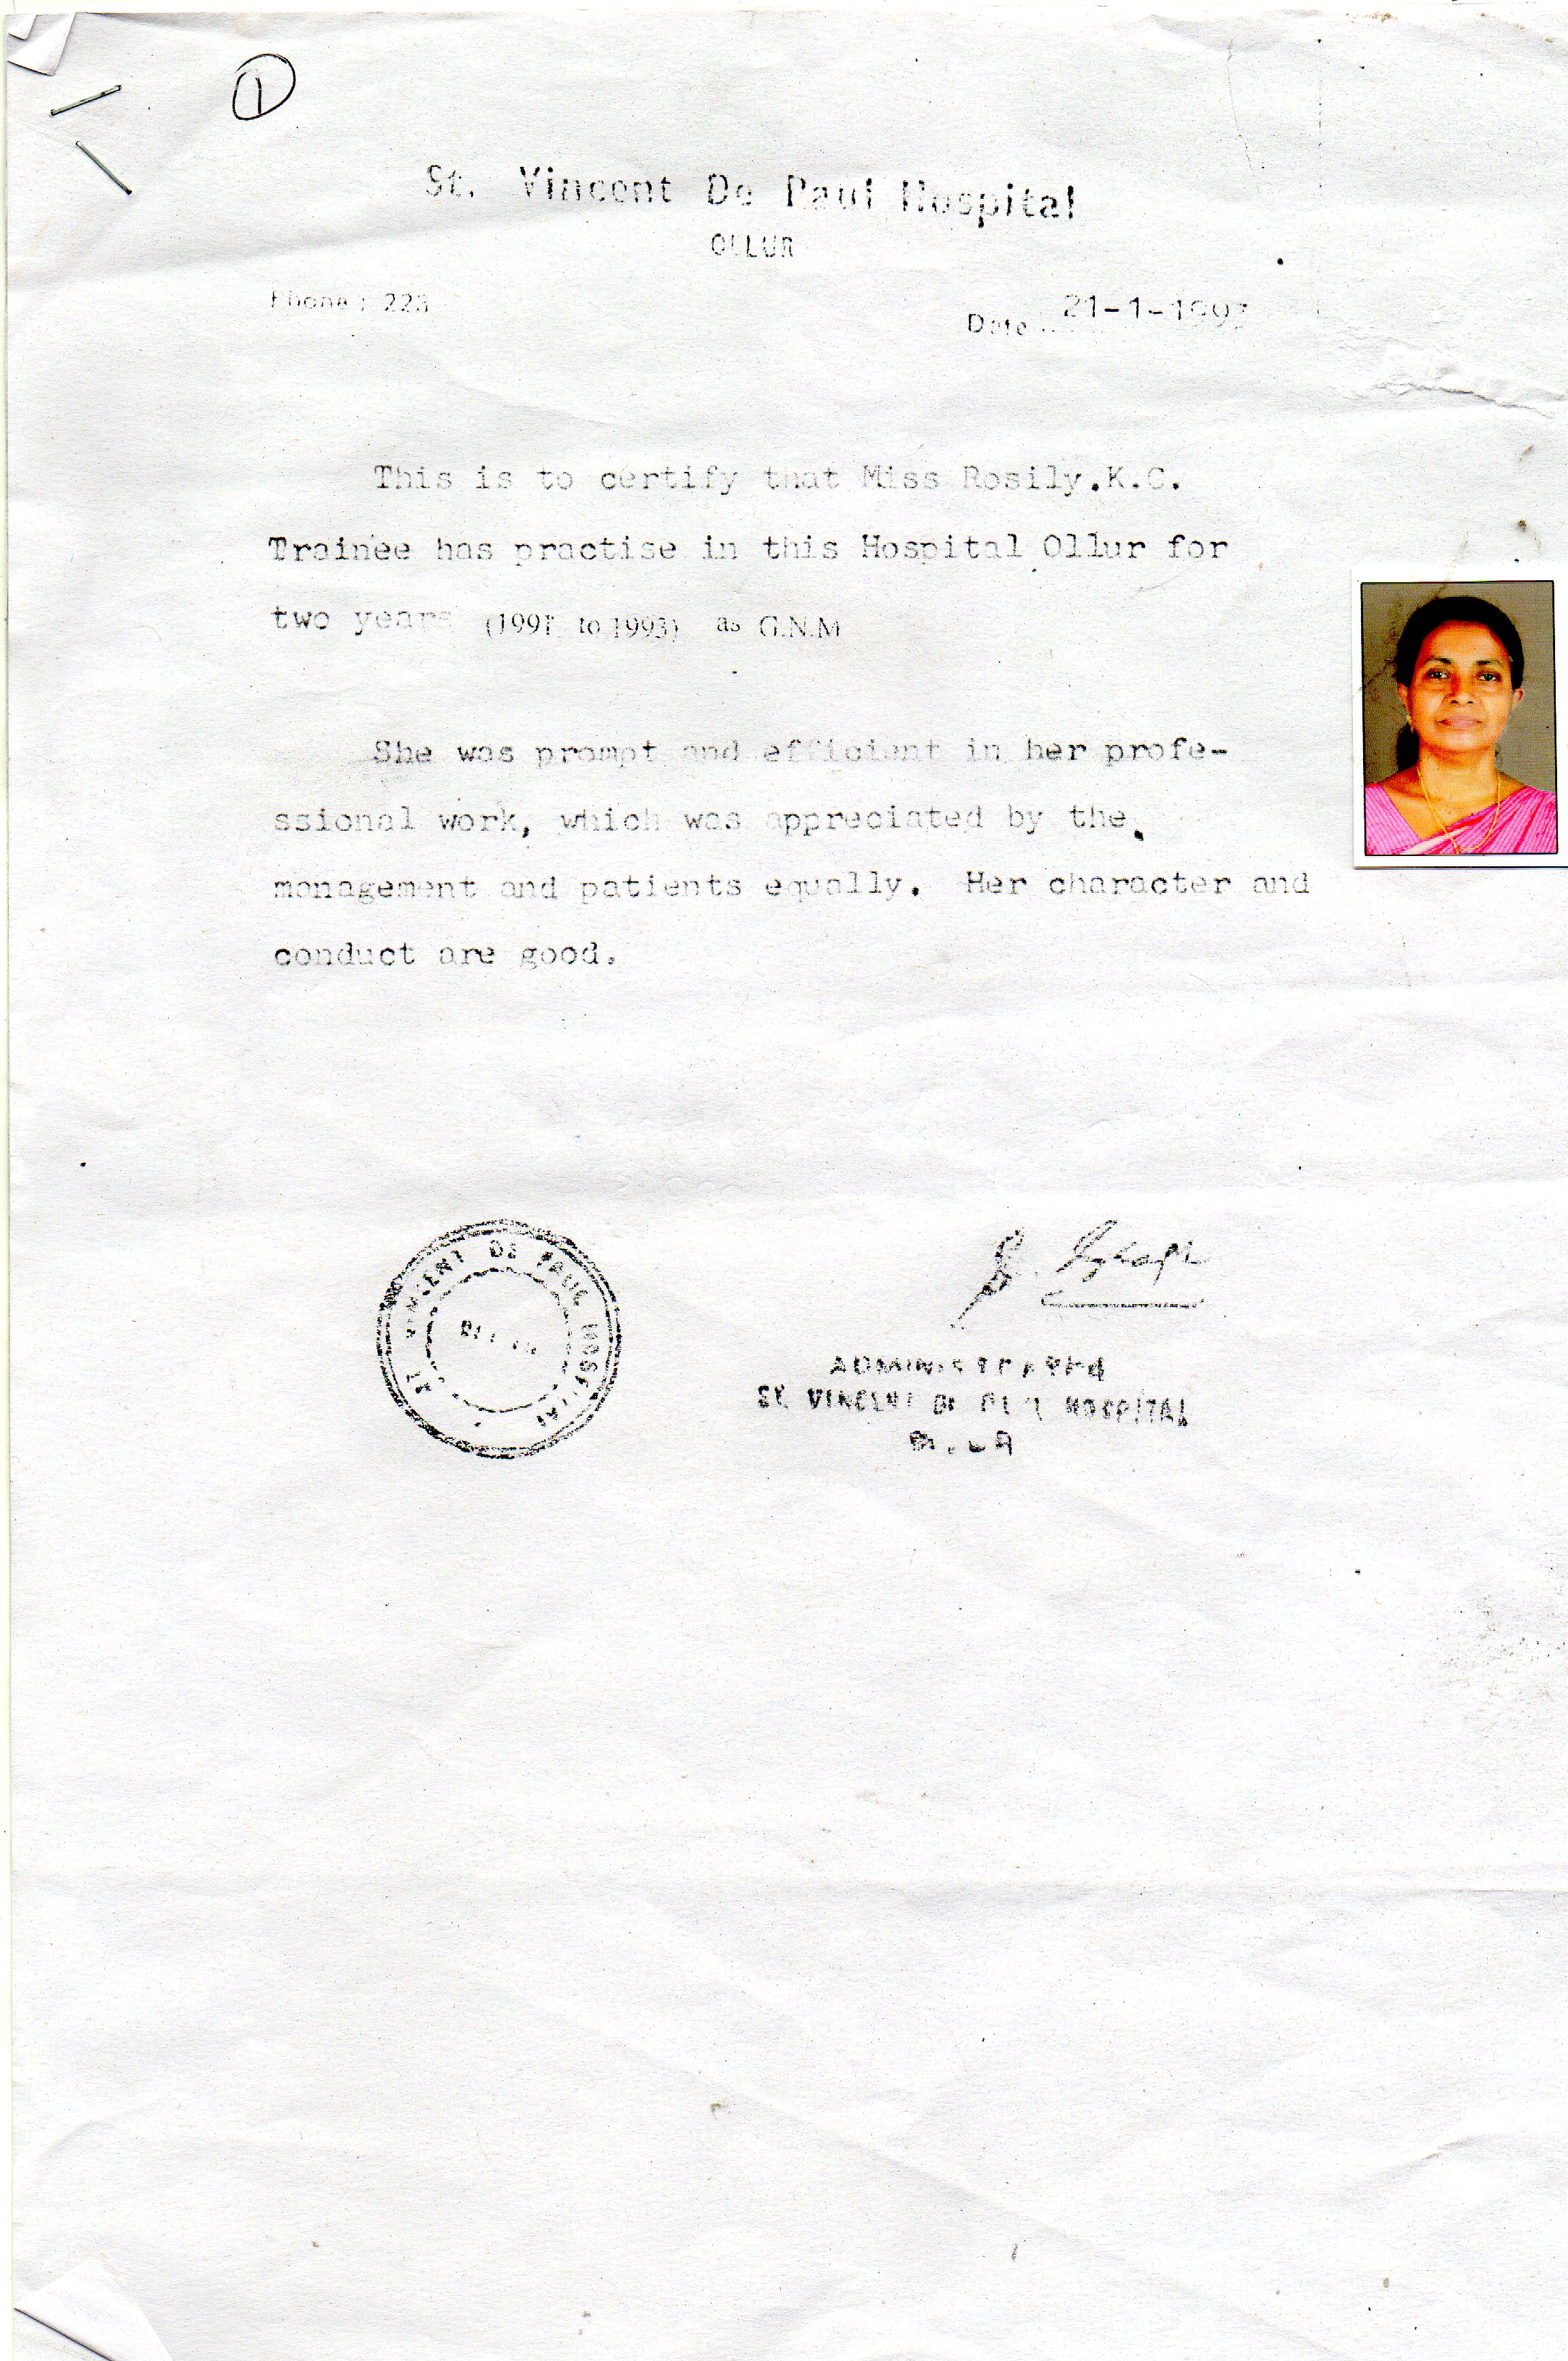 1
St. Vincent De Paul Hospital
OLLUR
Phone: 223
Date 21-1-1993
This is to certify that Miss Rosily.K.C.
Trainee has practise in this Hospital Ollur for
two years (1991 to 1993) as G.N.M
She was prompt and efficient in her profe-
ssional work, which was appreciated by the
management and patients equally. Her character and
conduct are good.
ST VINCENT DE PAUL HOSPITAL
ADMINISTRATOR
ST. VINCENT DE PAUL HOSPITAL
OLLUR